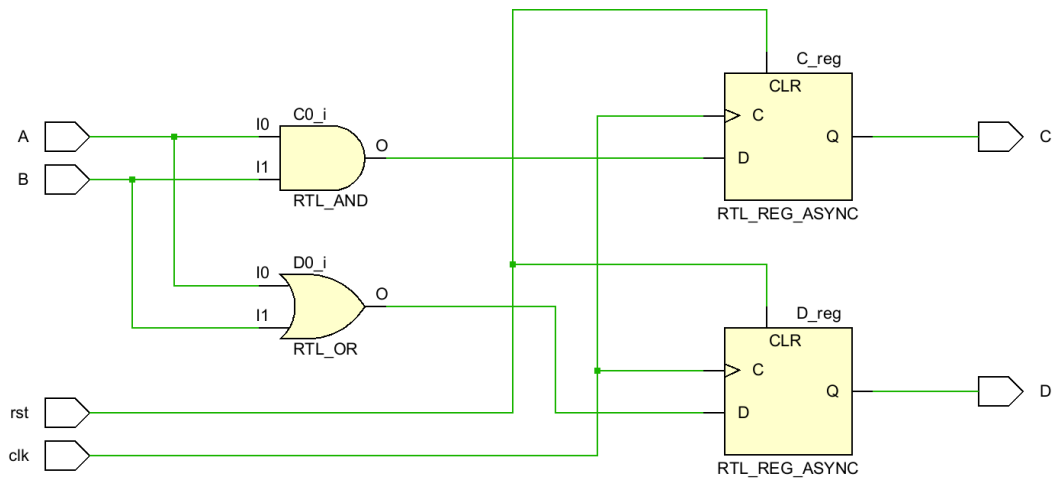 C_reg
CLR
C
D
Q
RTL_REG_ASYNC
C
A
B
I0
I1
C0_i
O
RTL_AND
I0
I1
D0_i
O
RTL_OR
D_reg
CLR
C
D
Q
RTL_REG_ASYNC
D
rst
clk